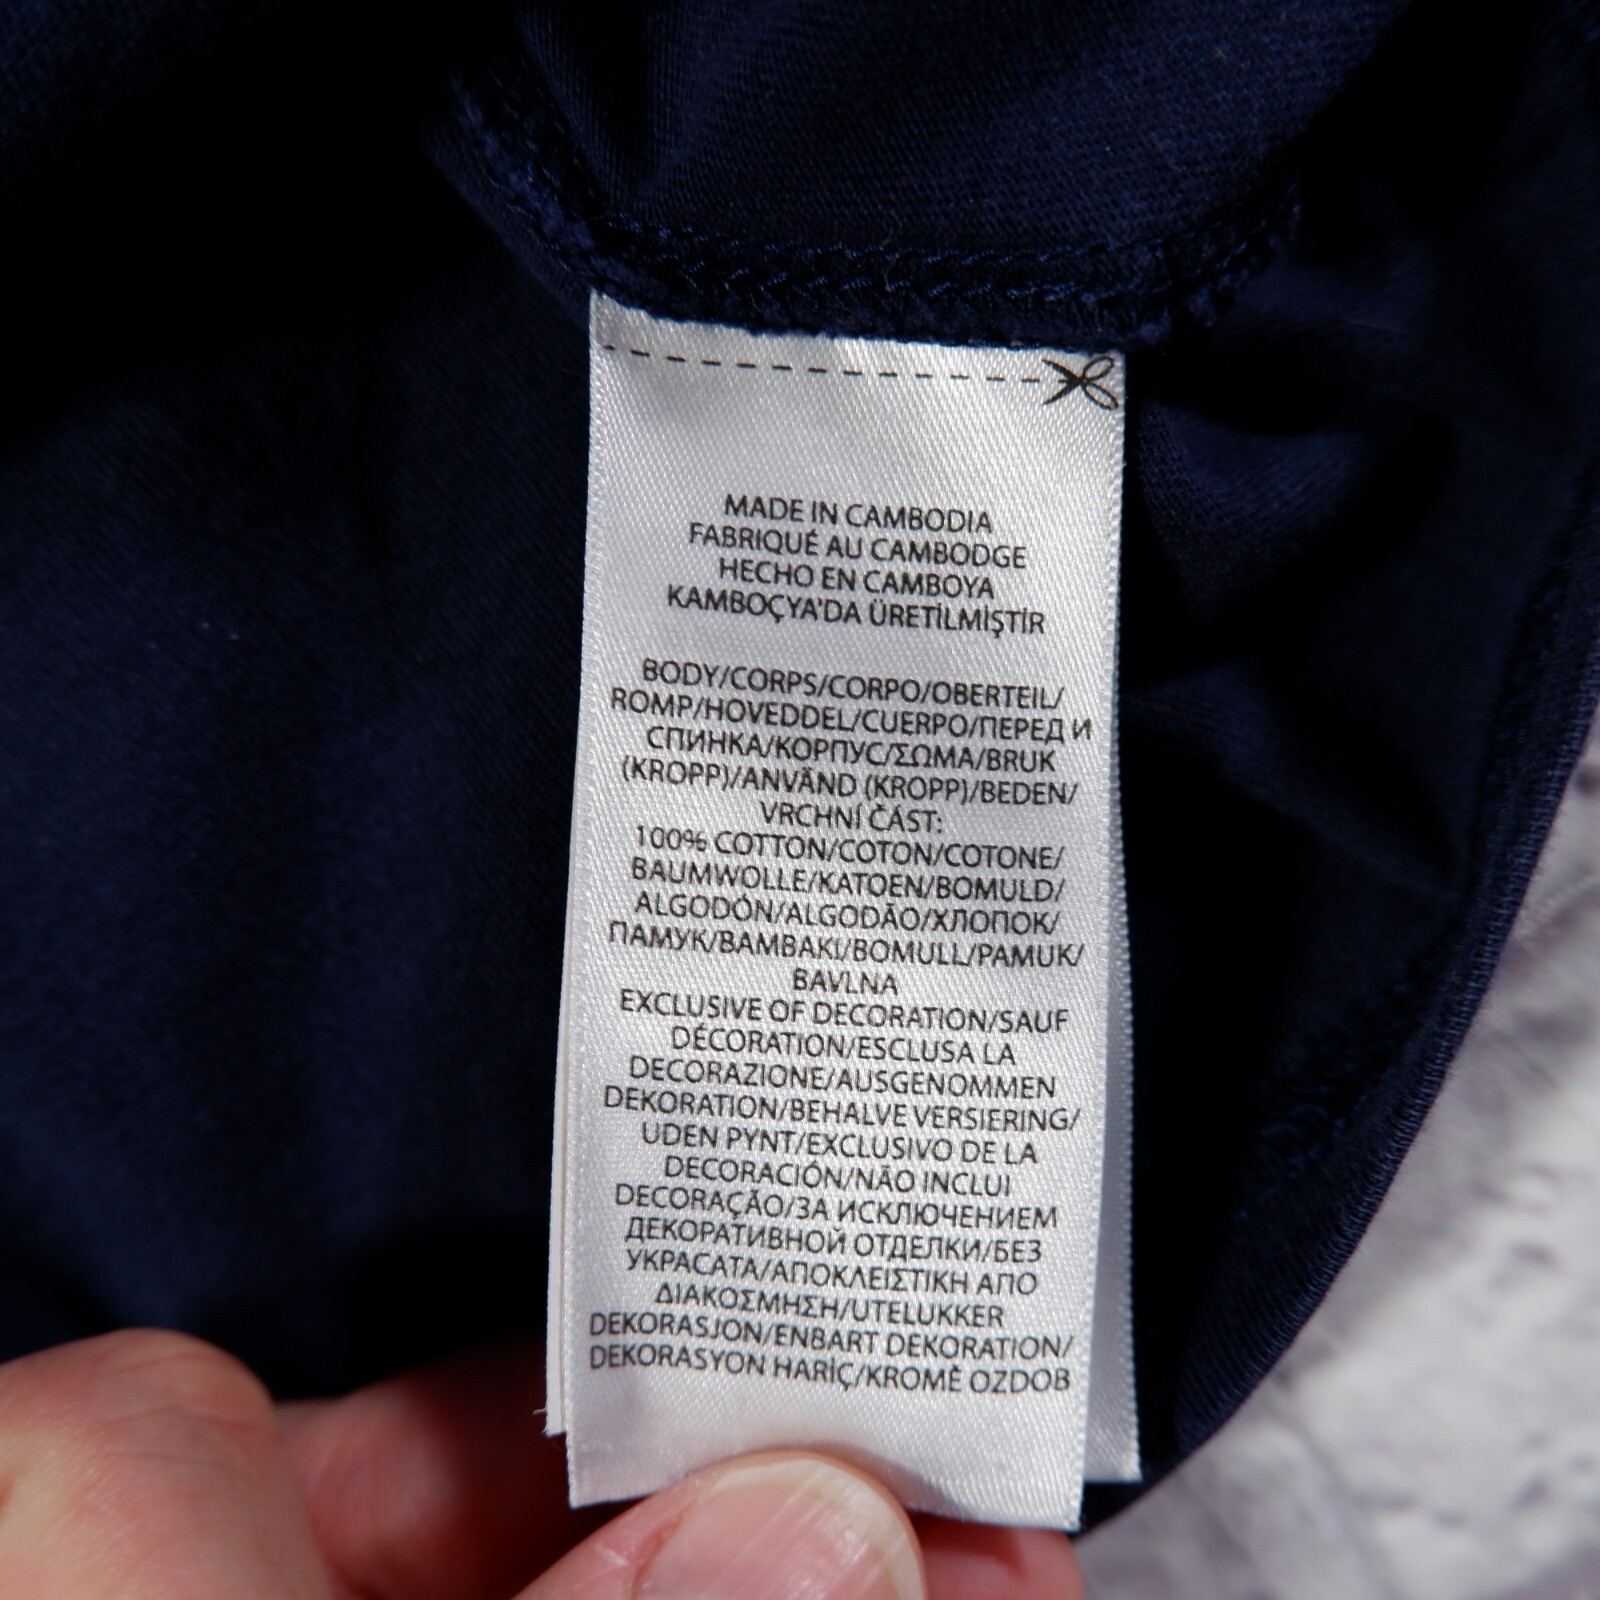 MADE IN CAMBODIA
FABRIQUÉ AU CAMBODGE
HECHO EN CAMBOYA
KAMBOÇYA'DA ÜRETİLMİŞTİR
BODY/CORPS/CORPO/OBERTEIL/
ROMP/HOVEDDEL/CUERPO/ПЕРЕД И
СПИНКА/КОРПУС/ΣΩΜΑ/BRUK
(KROPP)/ANVÄND (KROPP)/BEDEN/
VRCHNÍ ČÁST:
100% COTTON/COTON/COTONE/
BAUMWOLLE/KATOEN/BOMULD/
ALGODÓN/ALGODÃO/ХЛОПОК/
ПАМУК/BAMBAKI/BOMULL/PAMUK/
BAVLNA
EXCLUSIVE OF DECORATION/SAUF
DÉCORATION/ESCLUSA LA
DECORAZIONE/AUSGENOMMEN
DEKORATION/BEHALVE VERSIERING/
UDEN PYNT/EXCLUSIVO DE LA
DECORACIÓN/NÃO INCLUI
DECORAÇÃO/ЗА ИСКЛЮЧЕНИЕМ
ДЕКОРАТИВНОЙ ОТДЕЛКИ/БЕЗ
УКРАСАТА/ΑΠΟΚΛΕΙΣΤΙΚΗ ΑΠΟ
ΔΙΑΚΟΣΜΗΣΗ/UTELUKKER
DEKORASJON/ENBART DEKORATION/
DEKORASYON HARİÇ/KROMĚ OZDOB